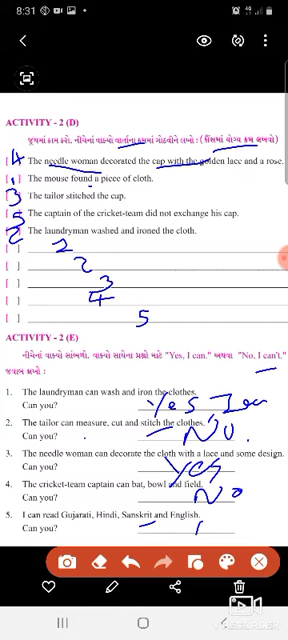 8:31
4G
ACTIVITY - 2 (D)
જૂથમાં કામ કરો. નીચેનાં વાક્યો વાર્તાના ક્રમમાં ગોઠવીને લખો : (કૌંસમાં યોગ્ય ક્રમ લખવો)
[ 4 ] The needle woman decorated the cap with the golden lace and a rose.
[ 1 ] The mouse found a piece of cloth.
[ 3 ] The tailor stitched the cap.
[ 5 ] The captain of the cricket-team did not exchange his cap.
[ 2 ] The laundryman washed and ironed the cloth.
[ ] 1
[ ] 2
[ ] 3
[ ] 4
[ ] 5
ACTIVITY - 2 (E)
નીચેનાં વાક્યો સાંભળો. વાક્યો સાથેના પ્રશ્નો માટે "Yes, I can." અથવા "No, I can't."
જવાબ લખો :
1. The laundryman can wash and iron the clothes.
Can you? Yes I can
2. The tailor can measure, cut and stitch the clothes.
Can you? No.
3. The needle woman can decorate the cloth with a lace and some design.
Can you? Yes
4. The cricket-team captain can bat, bowl and field.
Can you? No
5. I can read Gujarati, Hindi, Sanskrit and English.
Can you?
RECORDER